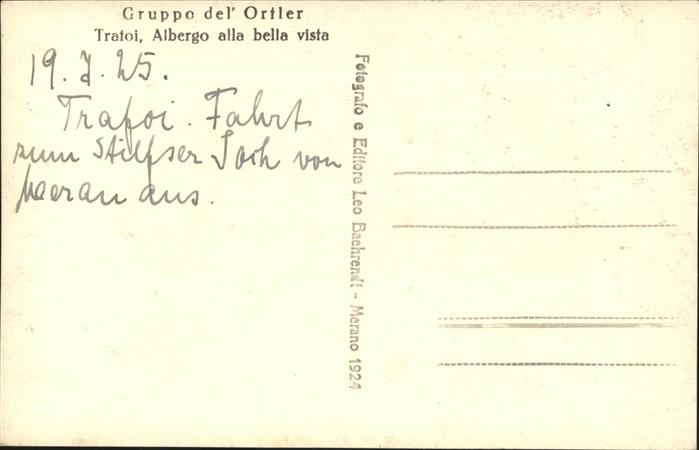 Gruppo del' Ortler
Tratoi, Albergo alla bella vista
19.7.25.
Trafoi. Fahrt
zum Stilfser Joch von
Meran aus.
Fotografo e Editore Leo Baehrendt - Merano 1924